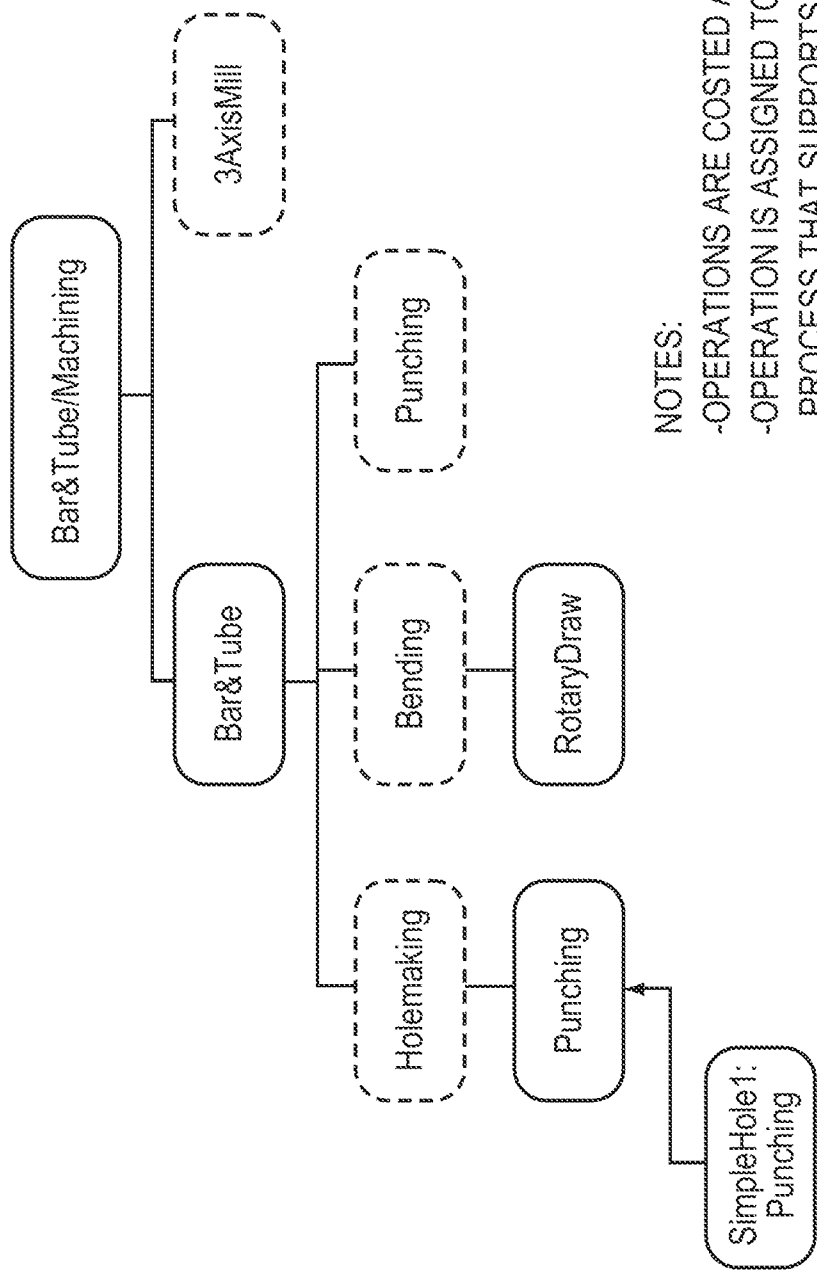 Bar&Tube/Machining
Bar&Tube
3AxisMill
Holemaking
Bending
Punching
Punching
RotaryDraw
SimpleHole1:
Punching
NOTES:
-OPERATIONS ARE COSTED
-OPERATION IS ASSIGNED TO
PROCESS THAT SUPPORTS